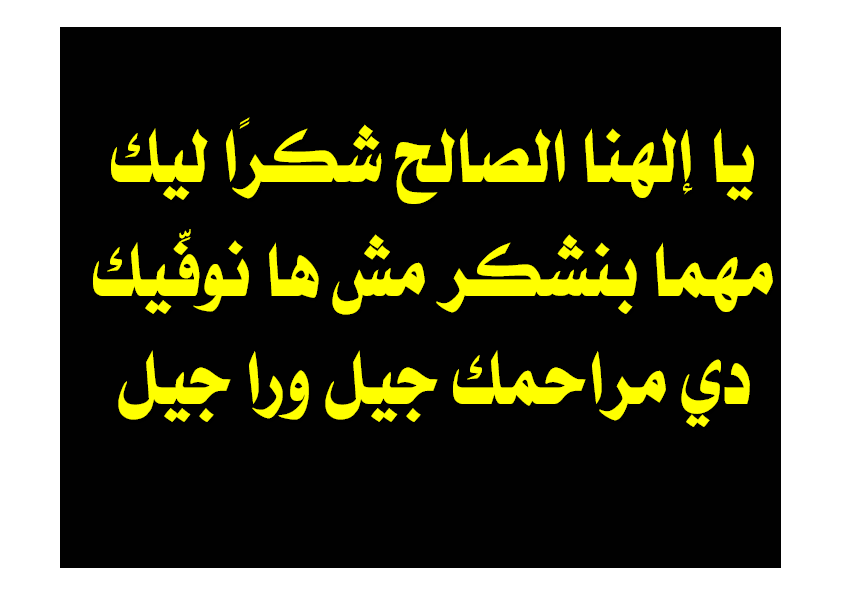 يا إلهنا الصالح شكرًا ليك
مهما بنشكر مش ها نوفِّيك
دي مراحمك جيل ورا جيل